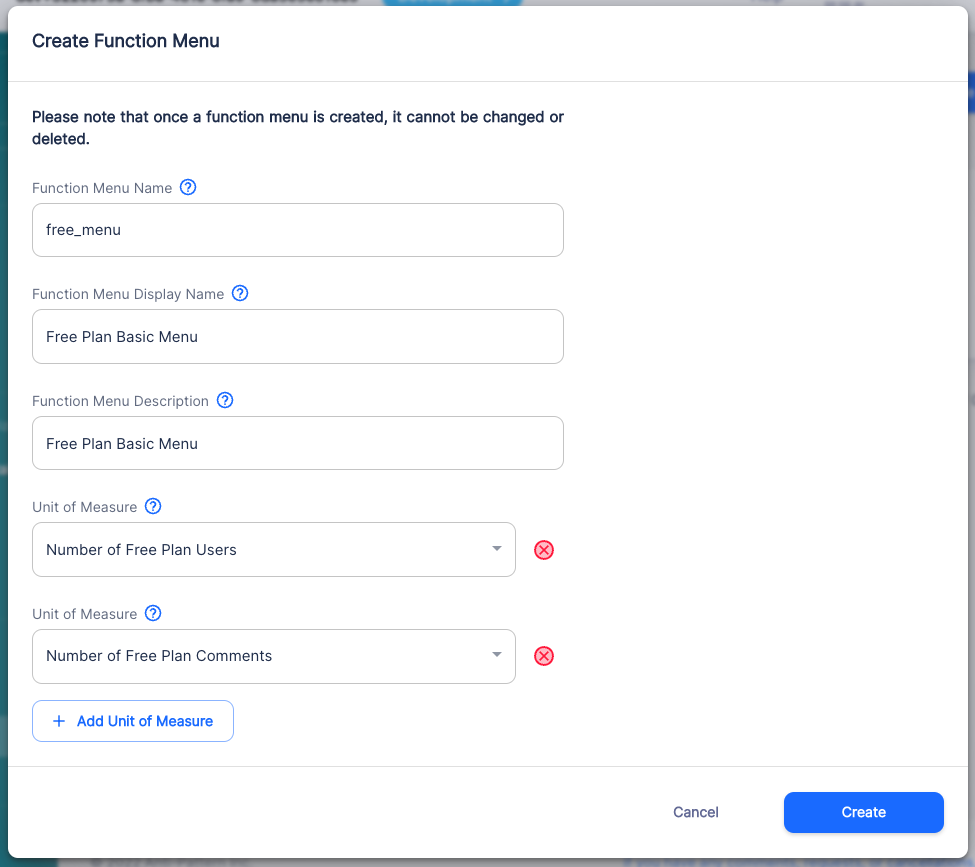 Create Function Menu
Please note that once a function menu is created, it cannot be changed or
deleted.
Function Menu Name ?
free_menu
Function Menu Display Name ?
Free Plan Basic Menu
Function Menu Description ?
Free Plan Basic Menu
Unit of Measure ?
Number of Free Plan Users
Unit of Measure ?
Number of Free Plan Comments
+ Add Unit of Measure
Cancel
Create